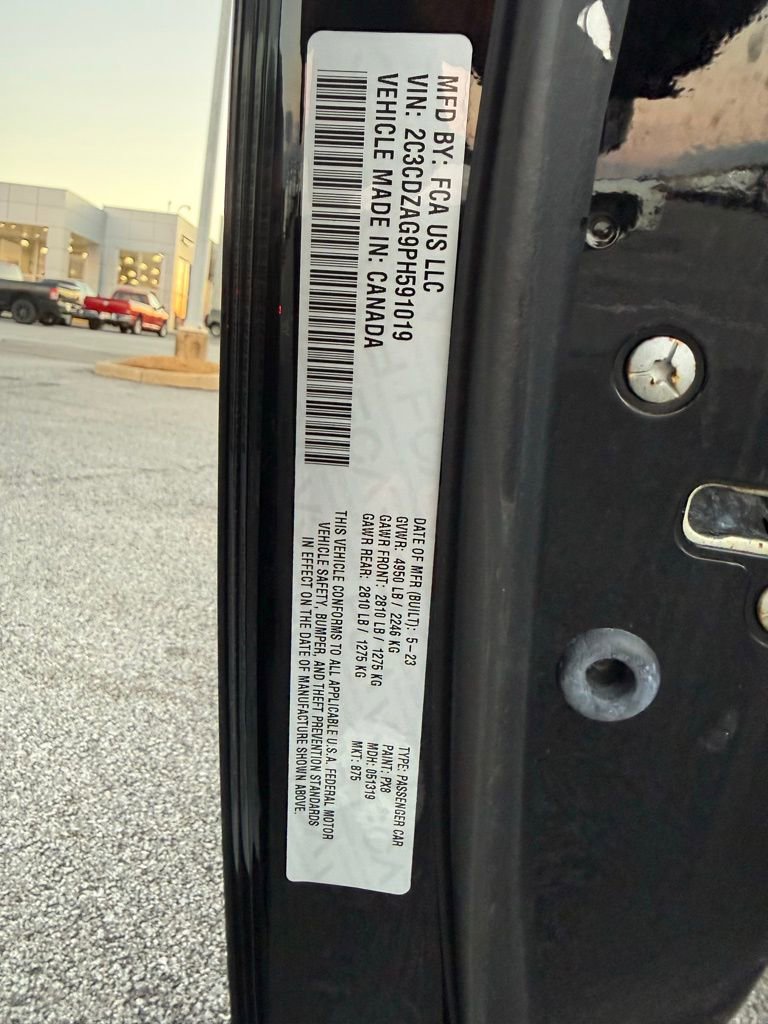 MFD BY: FCA US LLC
VIN: 2C3CDZAG9PH591019
VEHICLE MADE IN: CANADA
DATE OF MFR (BUILT): 5-23
GVWR: 4950 LB / 2246 KG
GAWR FRONT: 2810 LB / 1275 KG
GAWR REAR: 2810 LB / 1275 KG
THIS VEHICLE CONFORMS TO ALL APPLICABLE U.S.A. FEDERAL MOTOR
VEHICLE SAFETY, BUMPER, AND THEFT PREVENTION STANDARDS
IN EFFECT ON THE DATE OF MANUFACTURE SHOWN ABOVE.
TYPE: PASSENGER CAR
PAINT: PX8
MDH: 051319
MKT: B75